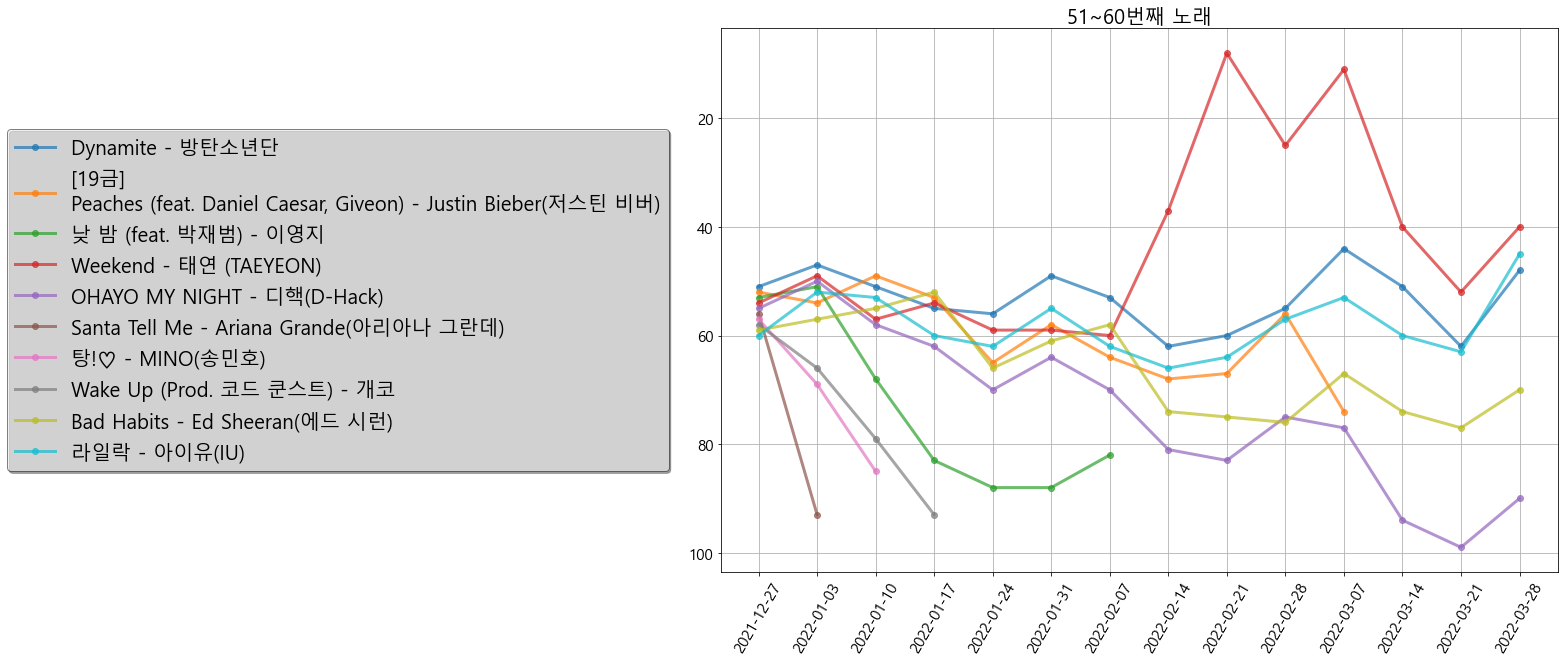 51~60번째 노래
Dynamite - 방탄소년단
[19금]
Peaches (feat. Daniel Caesar, Giveon) - Justin Bieber(저스틴 비버)
낮 밤 (feat. 박재범) - 이영지
Weekend - 태연 (TAEYEON)
OHAYO MY NIGHT - 디핵(D-Hack)
Santa Tell Me - Ariana Grande(아리아나 그란데)
탕!♡ - MINO(송민호)
Wake Up (Prod. 코드 쿤스트) - 개코
Bad Habits - Ed Sheeran(에드 시런)
라일락 - 아이유(IU)
20
40
60
80
100
2021-12-27
2022-01-03
2022-01-10
2022-01-17
2022-01-24
2022-01-31
2022-02-07
2022-02-14
2022-02-21
2022-02-28
2022-03-07
2022-03-14
2022-03-21
2022-03-28